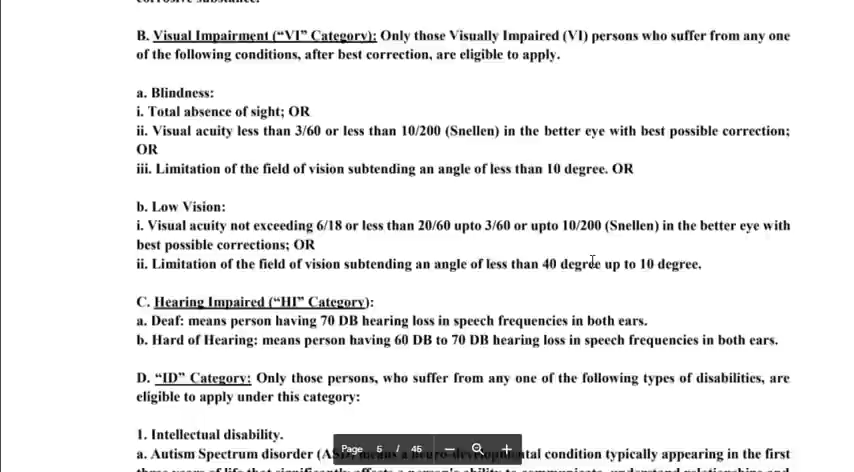 B. Visual Impairment (“VI” Category): Only those Visually Impaired (VI) persons who suffer from any one
of the following conditions, after best correction, are eligible to apply.
a. Blindness:
i. Total absence of sight; OR
ii. Visual acuity less than 3/60 or less than 10/200 (Snellen) in the better eye with best possible correction;
OR
iii. Limitation of the field of vision subtending an angle of less than 10 degree. OR
b. Low Vision:
i. Visual acuity not exceeding 6/18 or less than 20/60 upto 3/60 or upto 10/200 (Snellen) in the better eye with
best possible corrections; OR
ii. Limitation of the field of vision subtending an angle of less than 40 degree up to 10 degree.
C. Hearing Impaired (“HI” Category):
a. Deaf: means person having 70 DB hearing loss in speech frequencies in both ears.
b. Hard of Hearing: means person having 60 DB to 70 DB hearing loss in speech frequencies in both ears.
D. “ID” Category: Only those persons, who suffer from any one of the following types of disabilities, are
eligible to apply under this category:
1. Intellectual disability.
a. Autism Spectrum disorder means a condition typically appearing in the first
Page 5 / 45